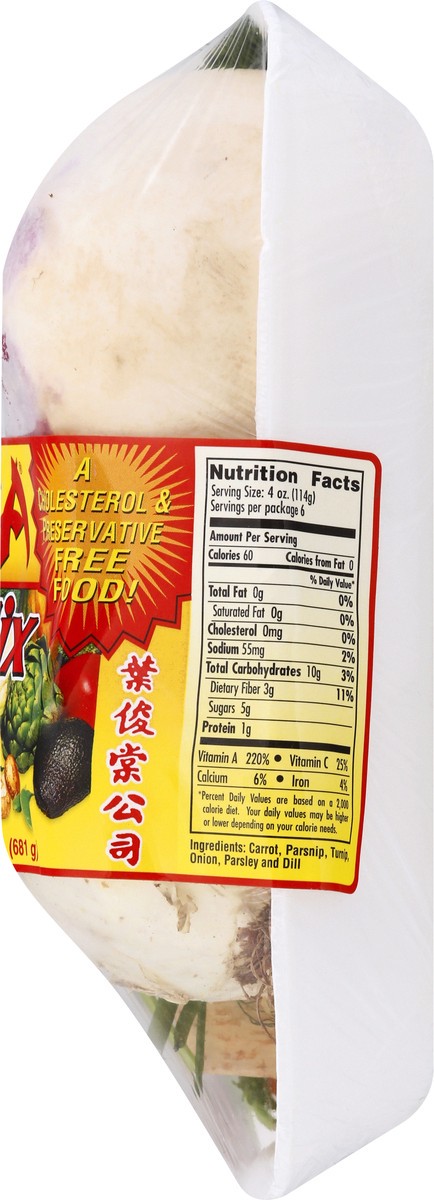 A
A
CHOLESTEROL &
PRESERVATIVE
FREE
FOOD!
ix
葉俊棠公司
(681 g)
Nutrition Facts
Serving Size: 4 oz. (114g)
Servings per package 6
Amount Per Serving
Calories 60 Calories from Fat 0
% Daily Value*
Total Fat 0g 0%
Saturated Fat 0g 0%
Cholesterol 0mg 0%
Sodium 55mg 2%
Total Carbohydrates 10g 3%
Dietary Fiber 3g 11%
Sugars 5g
Protein 1g
Vitamin A 220% • Vitamin C 25%
Calcium 6% • Iron 4%
*Percent Daily Values are based on a 2,000
calorie diet. Your daily values may be higher
or lower depending on your calorie needs.
Ingredients: Carrot, Parsnip, Turnip,
Onion, Parsley and Dill